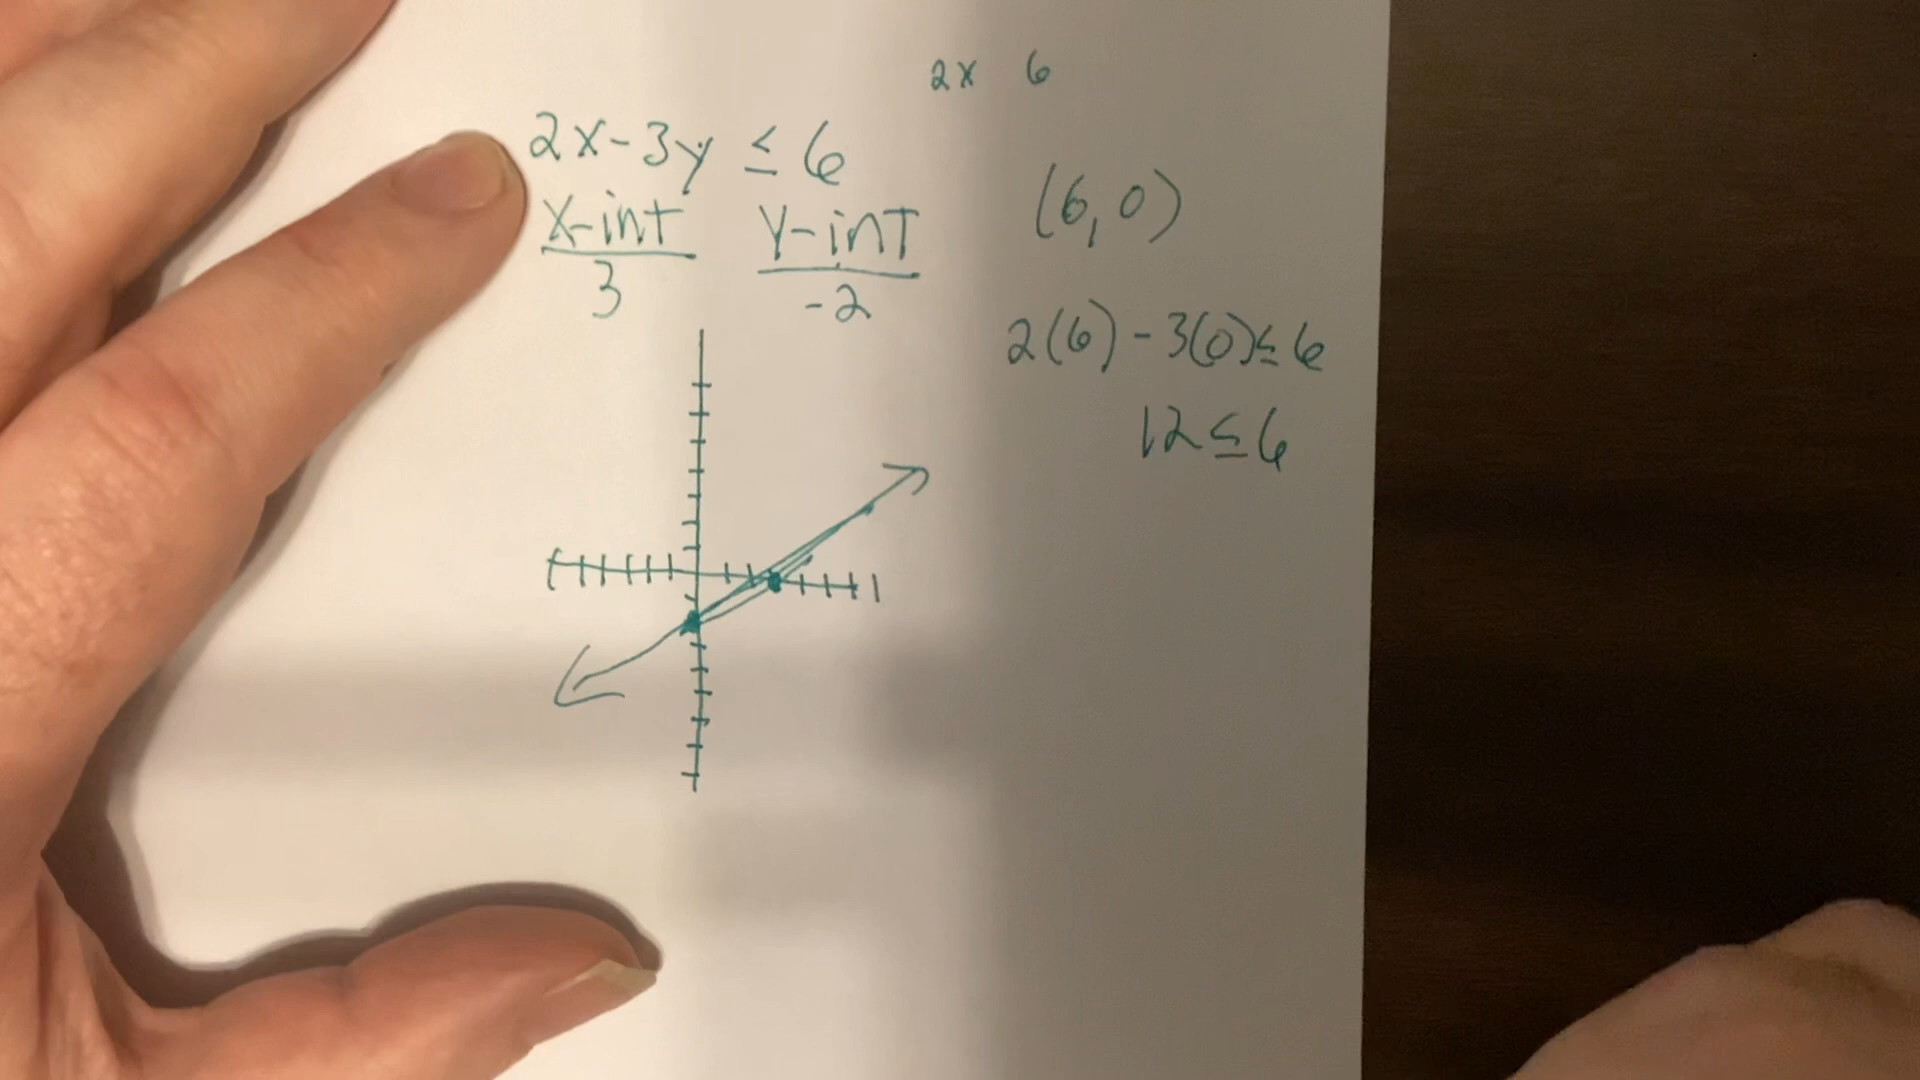 2x 6
2x-3y ≤ 6
x-int y-int
3 -2
(6,0)
2(6)-3(0)≤6
12≤6